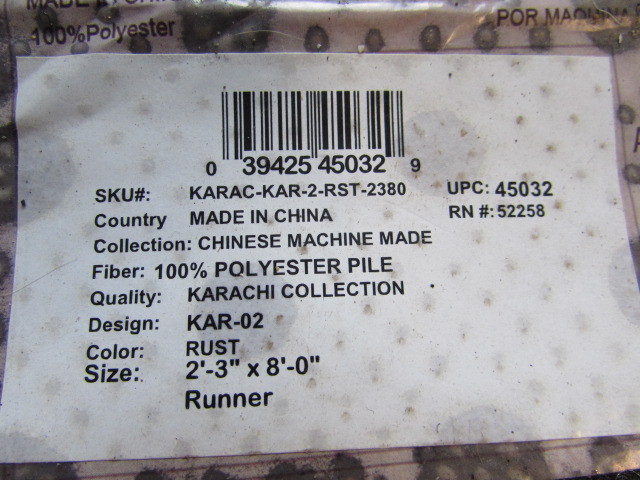 100%Polyester
POR MAQUINA
0 39425 45032 9
SKU#: KARAC-KAR-2-RST-2380 UPC: 45032
Country MADE IN CHINA RN #: 52258
Collection: CHINESE MACHINE MADE
Fiber: 100% POLYESTER PILE
Quality: KARACHI COLLECTION
Design: KAR-02
Color: RUST
Size: 2'-3" x 8'-0"
Runner